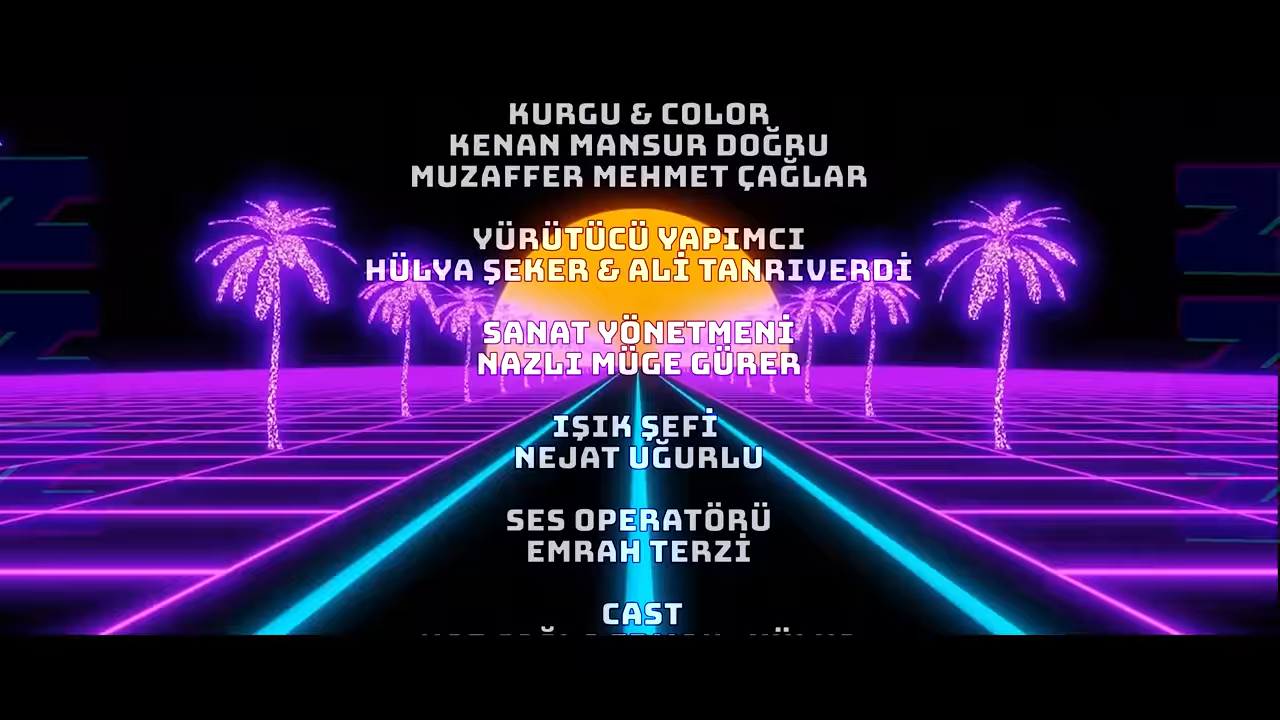 KURGU & COLOR
KENAN MANSUR DOĞRU
MUZAFFER MEHMET ÇAĞLAR
YÜRÜTÜCÜ YAPIMCI
HÜLYA ŞEKER & ALİ TANRIVERDİ
SANAT YÖNETMENİ
NAZLI MÜGE GÜRER
IŞIK ŞEFİ
NEJAT UĞURLU
SES OPERATÖRÜ
EMRAH TERZİ
CAST